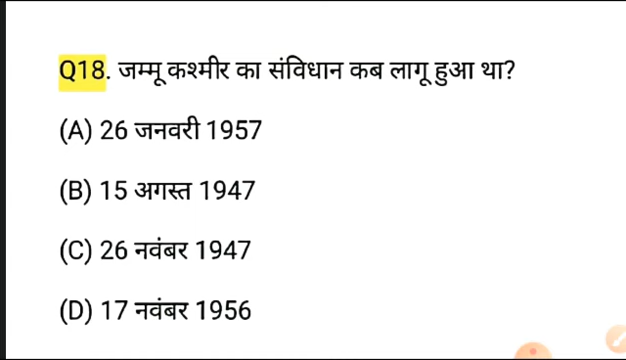 Q18. जम्मू कश्मीर का संविधान कब लागू हुआ था?
(A) 26 जनवरी 1957
(B) 15 अगस्त 1947
(C) 26 नवंबर 1947
(D) 17 नवंबर 1956